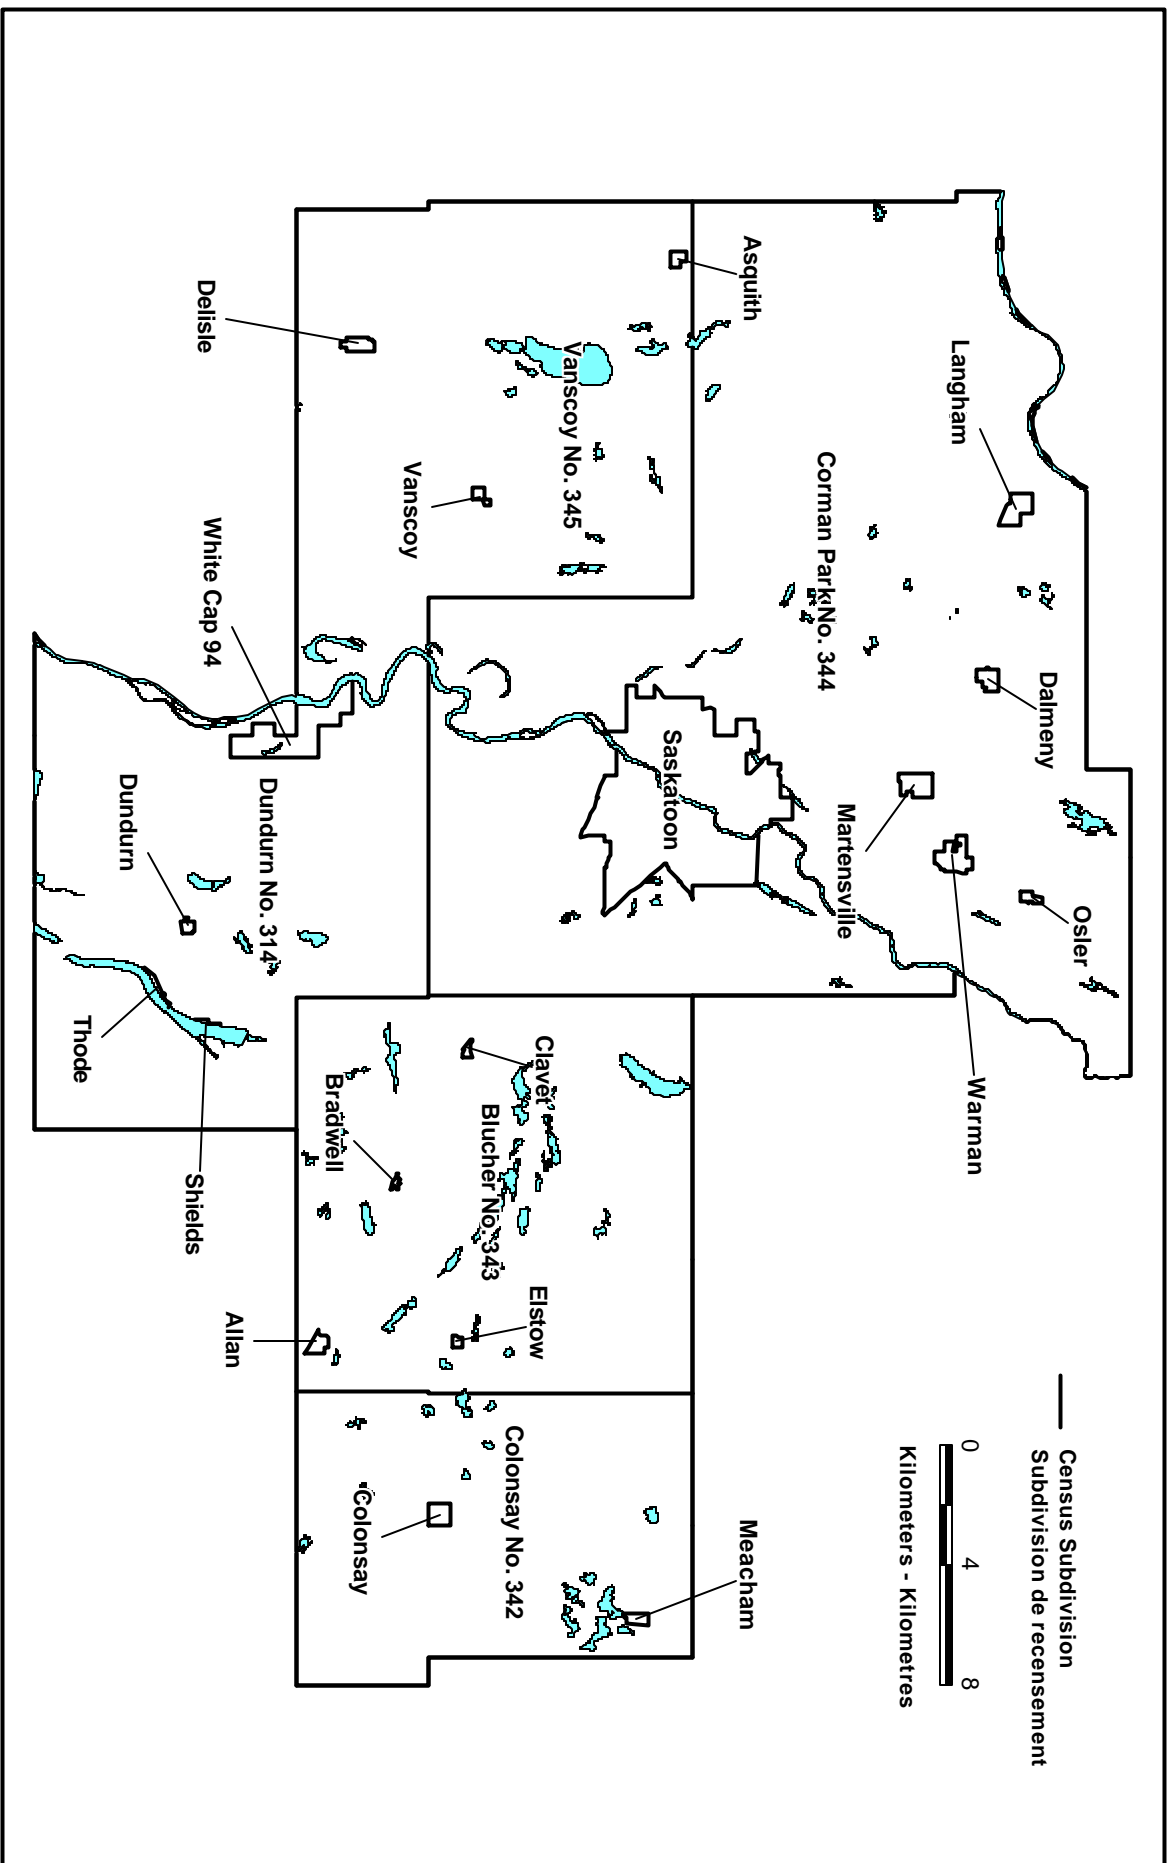 Census Subdivision
Subdivision de recensement
0 4 8
Kilometers - Kilometres
Osler
Dalmeny
Warman
Langham
Martensville
Corman Park No. 344
Asquith
Meacham
Saskatoon
Vanscoy No. 345
Clavet
Elstow
Colonsay No. 342
Blucher No. 343
Vanscoy
Colonsay
Bradwell
Dundurn No. 314
Allan
White Cap 94
Delisle
Shields
Dundurn
Thode